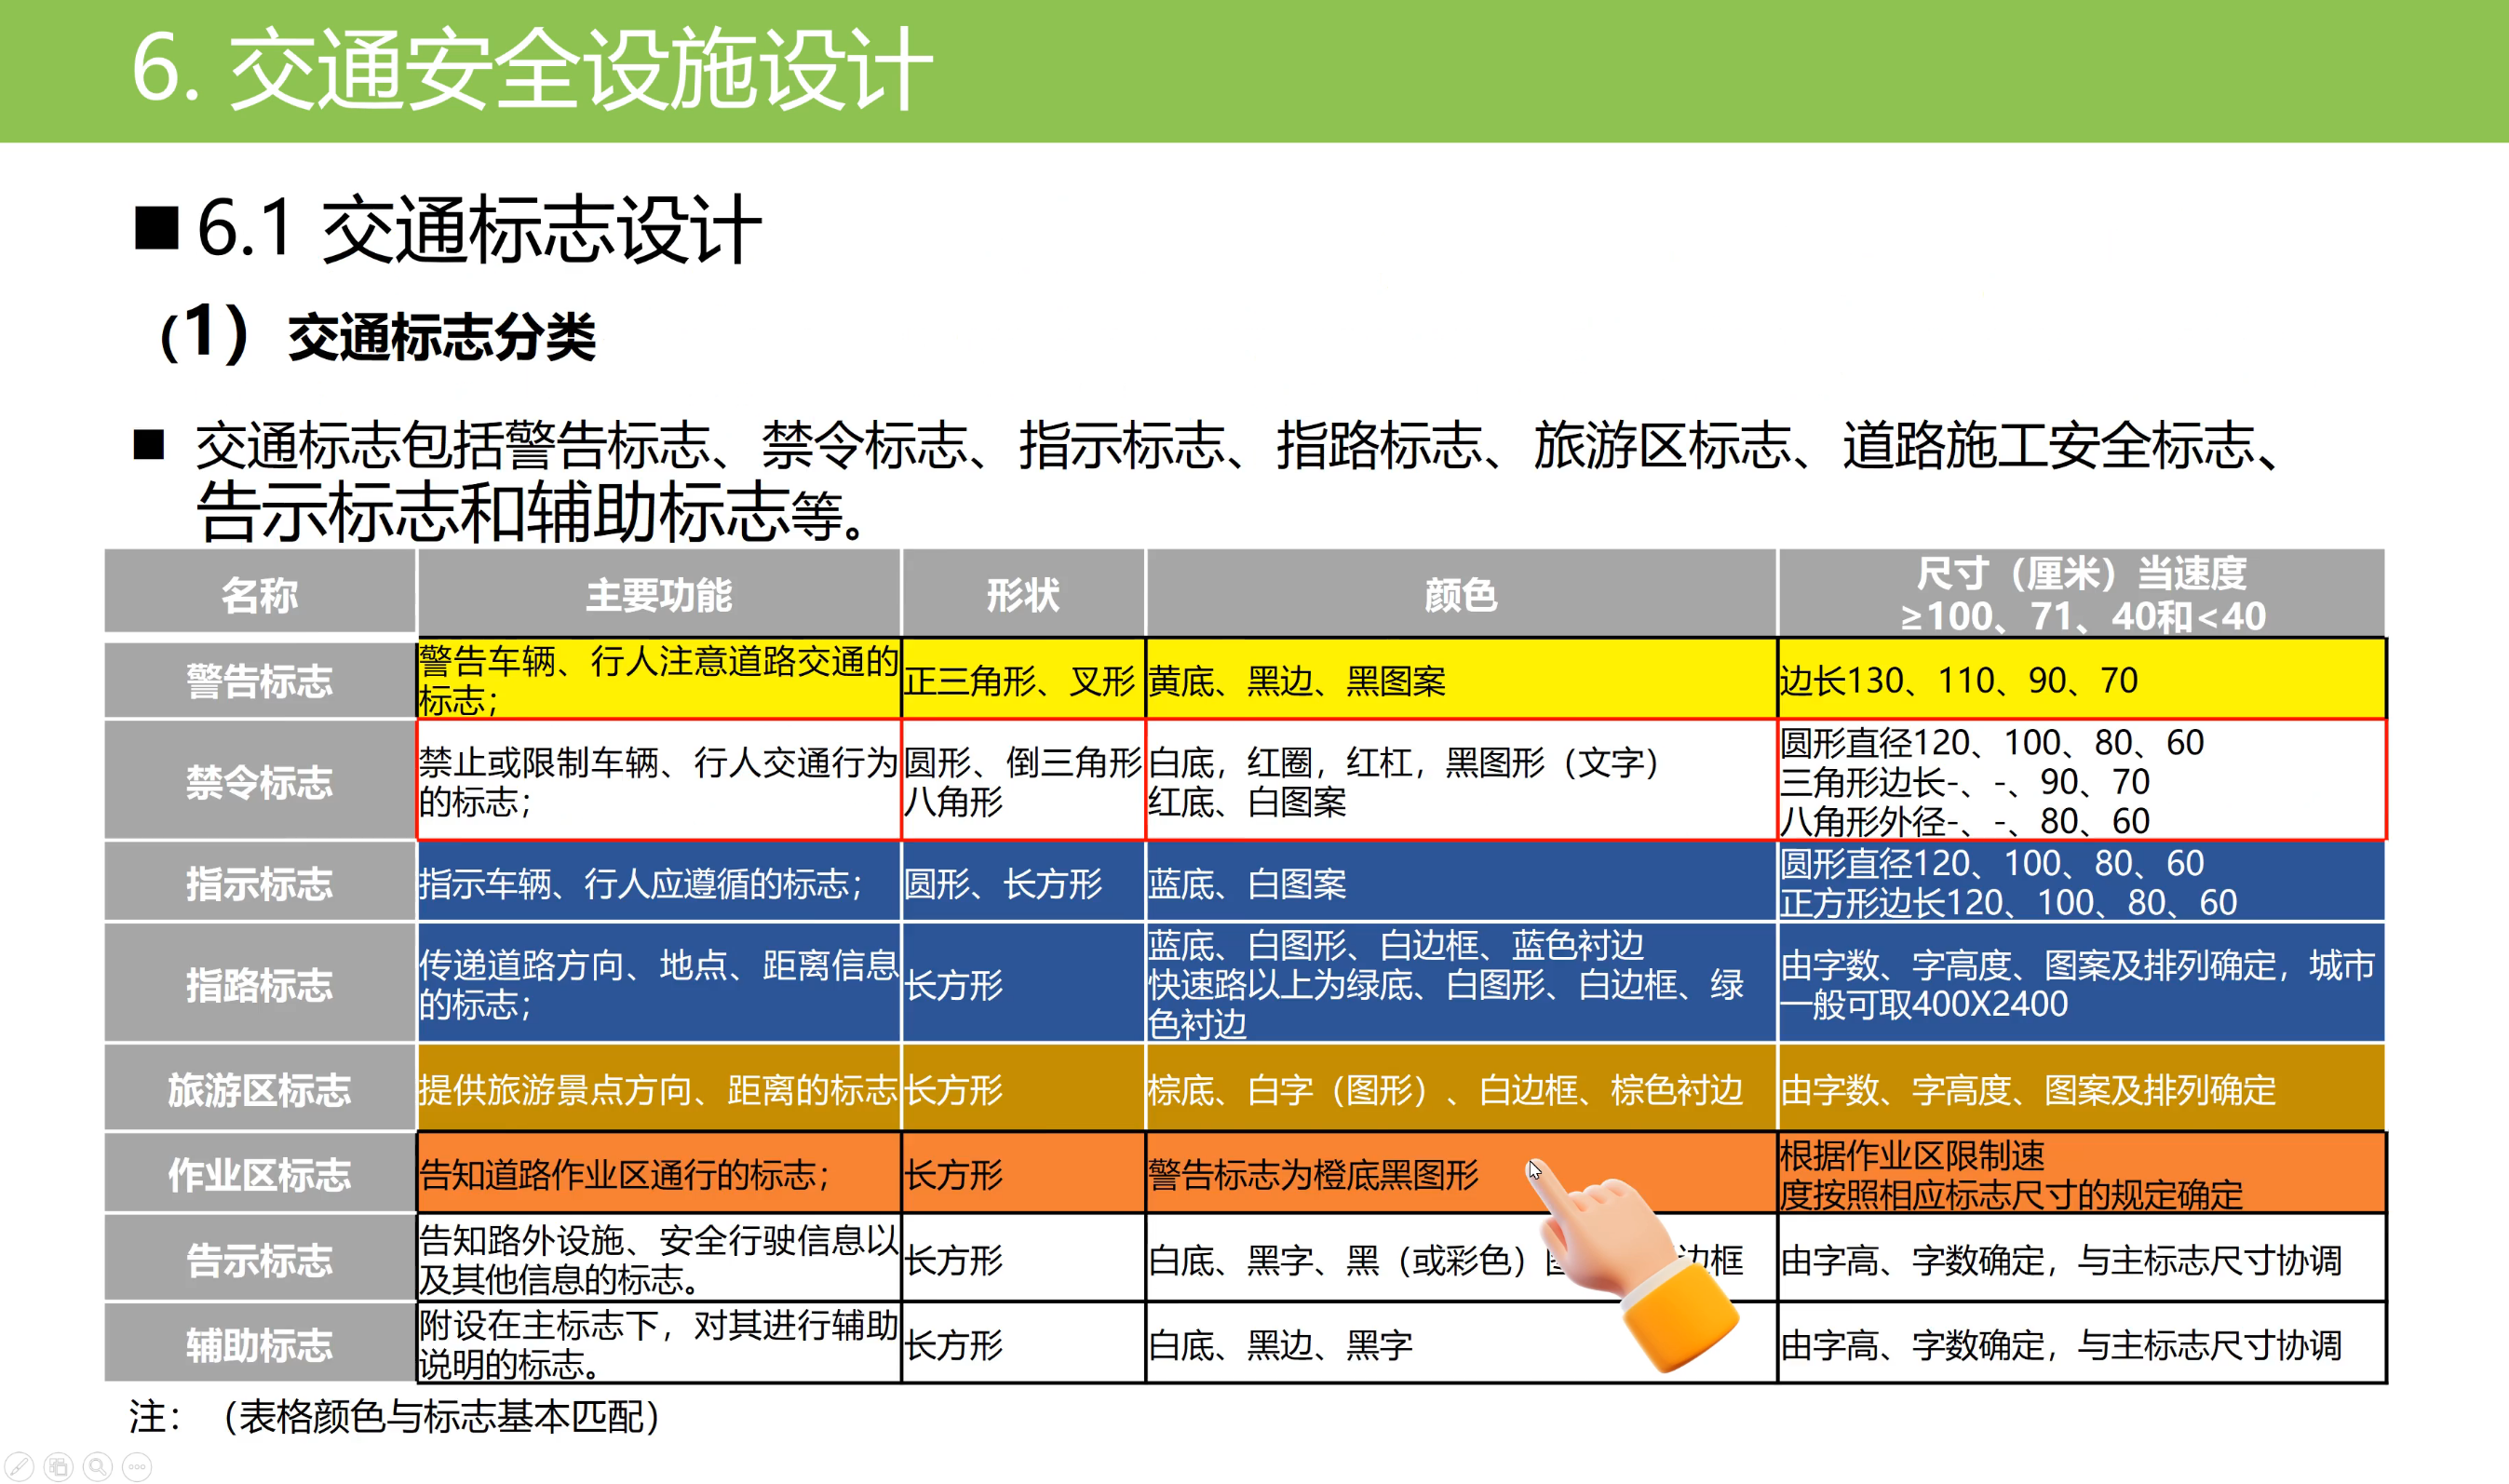 6. 交通安全设施设计
■6.1 交通标志设计
（1）交通标志分类
■ 交通标志包括警告标志、禁令标志、指示标志、指路标志、旅游区标志、道路施工安全标志、
告示标志和辅助标志等。
名称 主要功能 形状 颜色 尺寸（厘米）当速度
≥100、71、40和<40
警告标志 警告车辆、行人注意道路交通的
标志； 正三角形、叉形 黄底、黑边、黑图案 边长130、110、90、70
禁令标志 禁止或限制车辆、行人交通行为
的标志； 圆形、倒三角形
八角形 白底，红圈，红杠，黑图形（文字）
红底、白图案 圆形直径120、100、80、60
三角形边长-、-、90、70
八角形外径-、-、80、60
指示标志 指示车辆、行人应遵循的标志； 圆形、长方形 蓝底、白图案 圆形直径120、100、80、60
正方形边长120、100、80、60
指路标志 传递道路方向、地点、距离信息
的标志； 长方形 蓝底、白图形、白边框、蓝色衬边
快速路以上为绿底、白图形、白边框、绿
色衬边 由字数、字高度、图案及排列确定，城市
一般可取400X2400
旅游区标志 提供旅游景点方向、距离的标志 长方形 棕底、白字（图形）、白边框、棕色衬边 由字数、字高度、图案及排列确定
作业区标志 告知道路作业区通行的标志； 长方形 警告标志为橙底黑图形 根据作业区限制速
度按照相应标志尺寸的规定确定
告示标志 告知路外设施、安全行驶信息以
及其他信息的标志。 长方形 白底、黑字、黑（或彩色） 边框 由字高、字数确定，与主标志尺寸协调
辅助标志 附设在主标志下，对其进行辅助
说明的标志。 长方形 白底、黑边、黑字 由字高、字数确定，与主标志尺寸协调
注：（表格颜色与标志基本匹配）